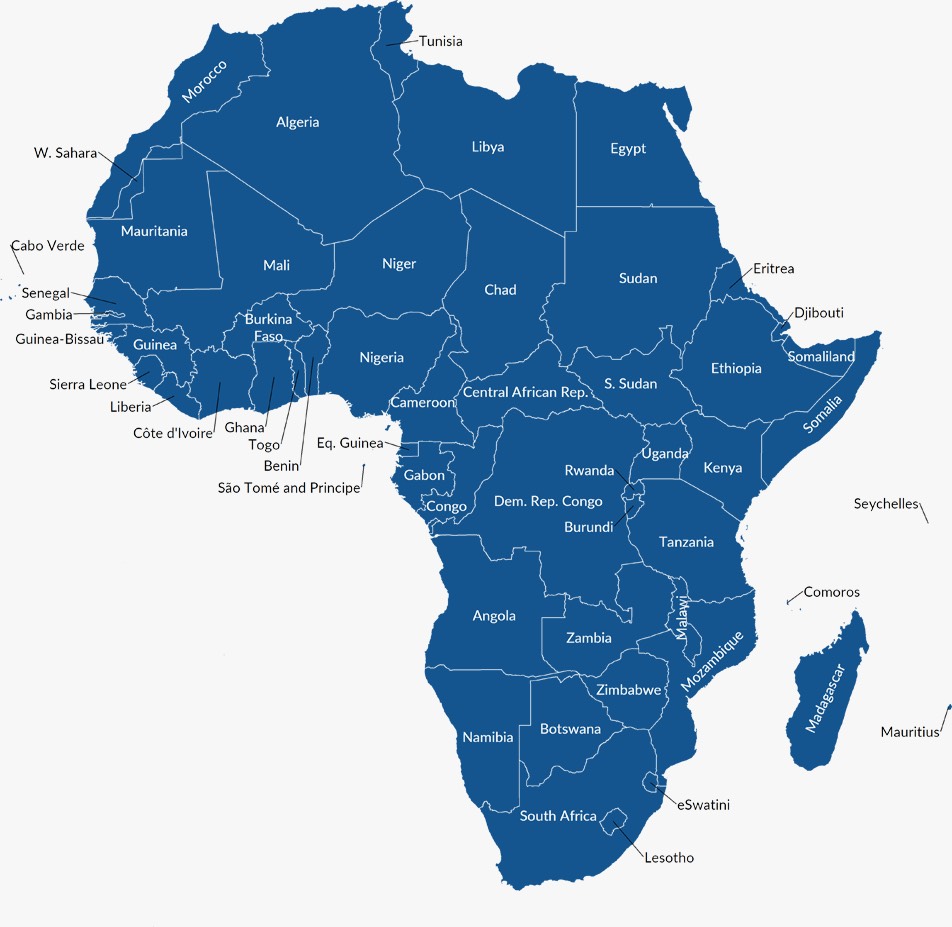 Tunisia
Morocco
Algeria
Libya
Egypt
W. Sahara
Mauritania
Cabo Verde
Mali
Niger
Chad
Sudan
Eritrea
Senegal
Gambia
Djibouti
Burkina
Faso
Guinea-Bissau
Guinea
Nigeria
Somaliland
Ethiopia
Sierra Leone
S. Sudan
Central African Rep.
Cameroon
Liberia
Somalia
Ghana
Côte d'Ivoire
Togo
Eq. Guinea
Benin
Uganda
Kenya
Rwanda
Gabon
São Tomé and Principe
Dem. Rep. Congo
Congo
Seychelles
Burundi
Tanzania
Comoros
Angola
Malawi
Zambia
Mozambique
Zimbabwe
Madagascar
Botswana
Mauritius
Namibia
eSwatini
South Africa
Lesotho